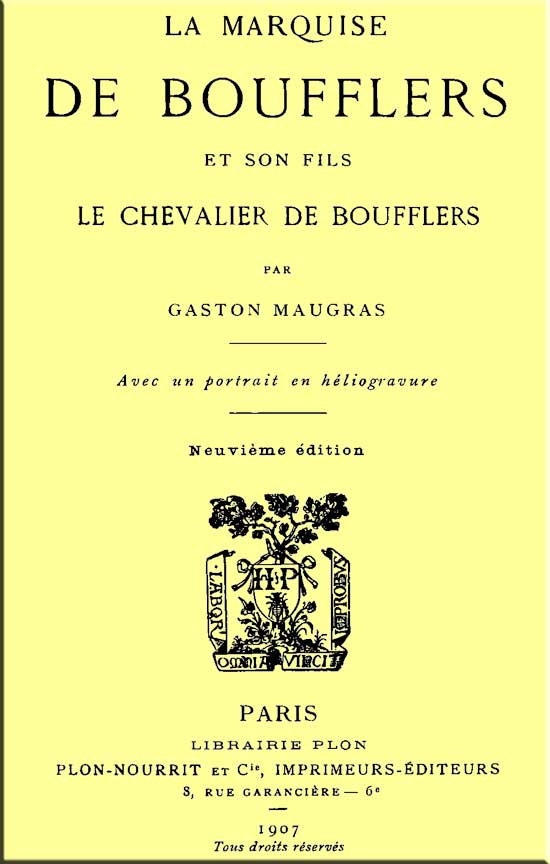 LA MARQUISE
DE BOUFFLERS
ET SON FILS
LE CHEVALIER DE BOUFFLERS
PAR
GASTON MAUGRAS
Avec un portrait en héliogravure
Neuvième édition
H P
LABOR
OMNIA VINCIT
PROBVS
PARIS
LIBRAIRIE PLON
PLON-NOURRIT ET Cie, IMPRIMEURS-ÉDITEURS
8, RUE GARANCIÈRE — 6e
1907
Tous droits réservés